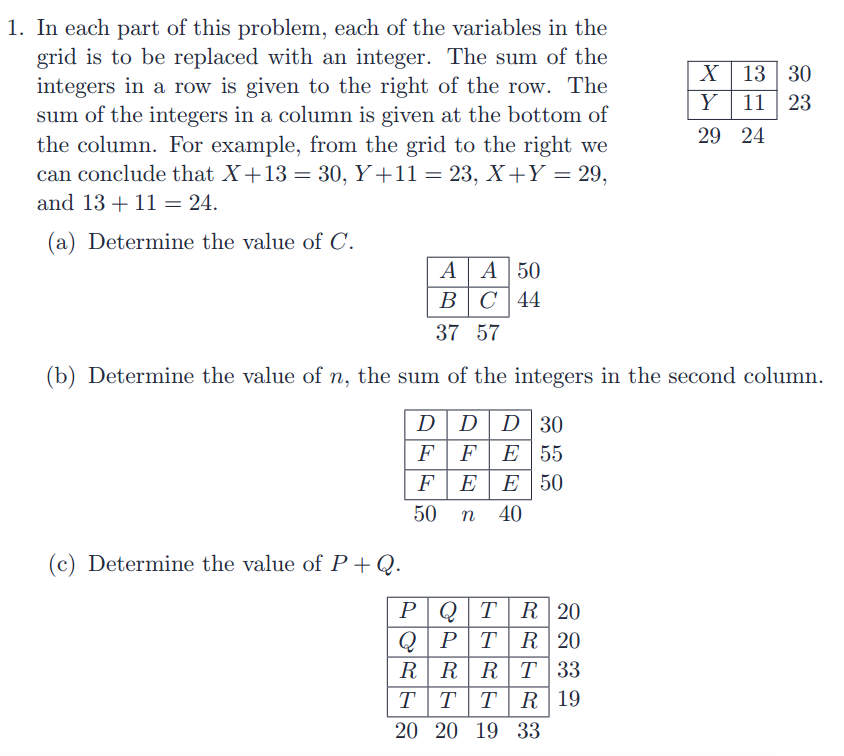 1. In each part of this problem, each of the variables in the
grid is to be replaced with an integer. The sum of the
integers in a row is given to the right of the row. The
sum of the integers in a column is given at the bottom of
the column. For example, from the grid to the right we
can conclude that X+13 = 30, Y+11 = 23, X+Y = 29,
and 13 + 11 = 24.
X 13 30
Y 11 23
29 24
(a) Determine the value of C.
A A 50
B C 44
37 57
(b) Determine the value of n, the sum of the integers in the second column.
D D D 30
F F E 55
F E E 50
50 n 40
(c) Determine the value of P + Q.
P Q T R 20
Q P T R 20
R R R T 33
T T T R 19
20 20 19 33